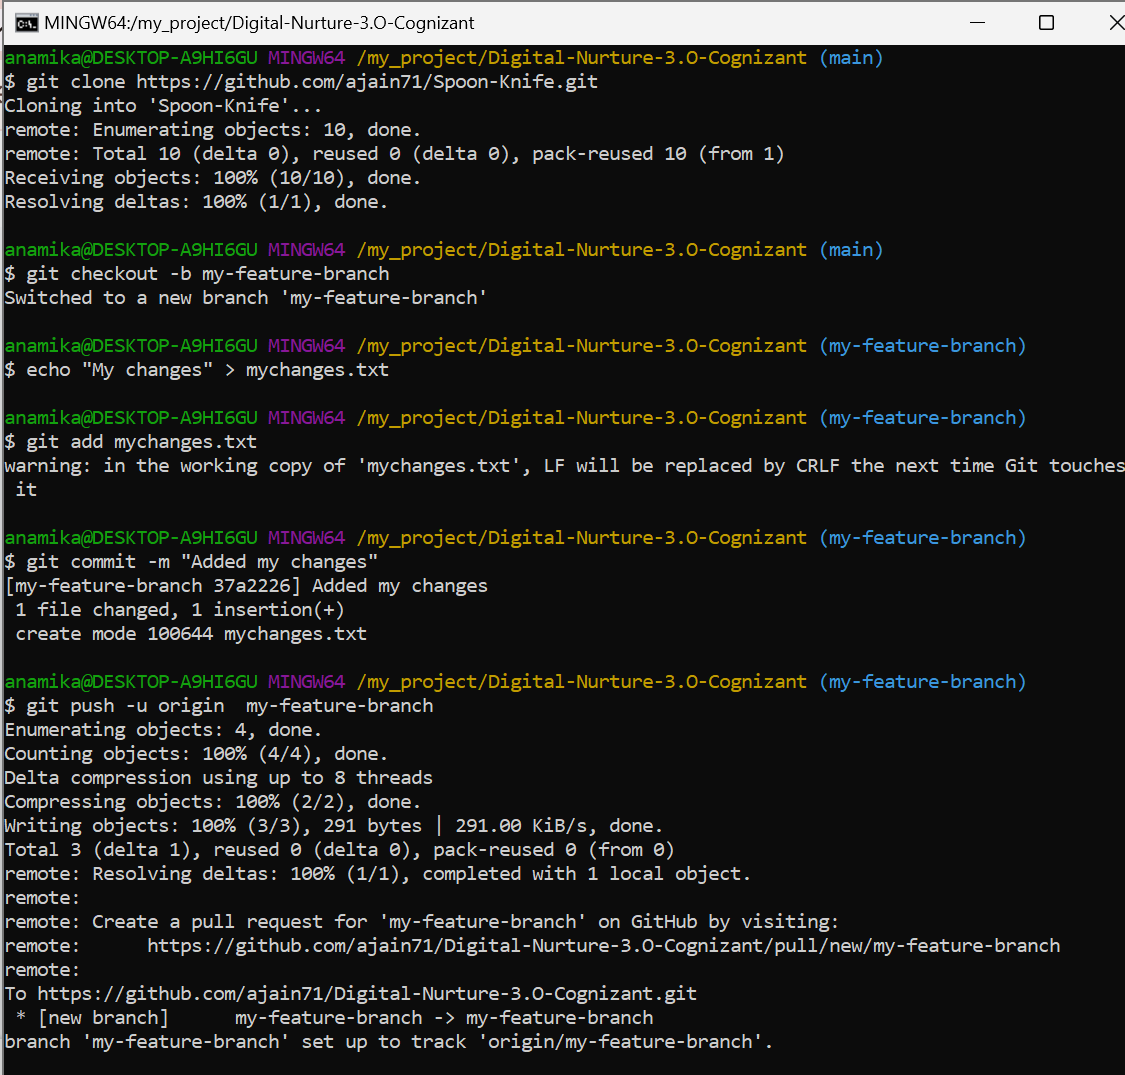 MINGW64:/my_project/Digital-Nurture-3.O-Cognizant
anamika@DESKTOP-A9HI6GU MINGW64 /my_project/Digital-Nurture-3.O-Cognizant (main)
$ git clone https://github.com/ajain71/Spoon-Knife.git
Cloning into 'Spoon-Knife'...
remote: Enumerating objects: 10, done.
remote: Total 10 (delta 0), reused 0 (delta 0), pack-reused 10 (from 1)
Receiving objects: 100% (10/10), done.
Resolving deltas: 100% (1/1), done.
anamika@DESKTOP-A9HI6GU MINGW64 /my_project/Digital-Nurture-3.O-Cognizant (main)
$ git checkout -b my-feature-branch
Switched to a new branch 'my-feature-branch'
anamika@DESKTOP-A9HI6GU MINGW64 /my_project/Digital-Nurture-3.O-Cognizant (my-feature-branch)
$ echo "My changes" > mychanges.txt
anamika@DESKTOP-A9HI6GU MINGW64 /my_project/Digital-Nurture-3.O-Cognizant (my-feature-branch)
$ git add mychanges.txt
warning: in the working copy of 'mychanges.txt', LF will be replaced by CRLF the next time Git touches
it
anamika@DESKTOP-A9HI6GU MINGW64 /my_project/Digital-Nurture-3.O-Cognizant (my-feature-branch)
$ git commit -m "Added my changes"
[my-feature-branch 37a2226] Added my changes
1 file changed, 1 insertion(+)
create mode 100644 mychanges.txt
anamika@DESKTOP-A9HI6GU MINGW64 /my_project/Digital-Nurture-3.O-Cognizant (my-feature-branch)
$ git push -u origin  my-feature-branch
Enumerating objects: 4, done.
Counting objects: 100% (4/4), done.
Delta compression using up to 8 threads
Compressing objects: 100% (2/2), done.
Writing objects: 100% (3/3), 291 bytes | 291.00 KiB/s, done.
Total 3 (delta 1), reused 0 (delta 0), pack-reused 0 (from 0)
remote: Resolving deltas: 100% (1/1), completed with 1 local object.
remote:
remote: Create a pull request for 'my-feature-branch' on GitHub by visiting:
remote:      https://github.com/ajain71/Digital-Nurture-3.O-Cognizant/pull/new/my-feature-branch
remote:
To https://github.com/ajain71/Digital-Nurture-3.O-Cognizant.git
* [new branch]      my-feature-branch -> my-feature-branch
branch 'my-feature-branch' set up to track 'origin/my-feature-branch'.